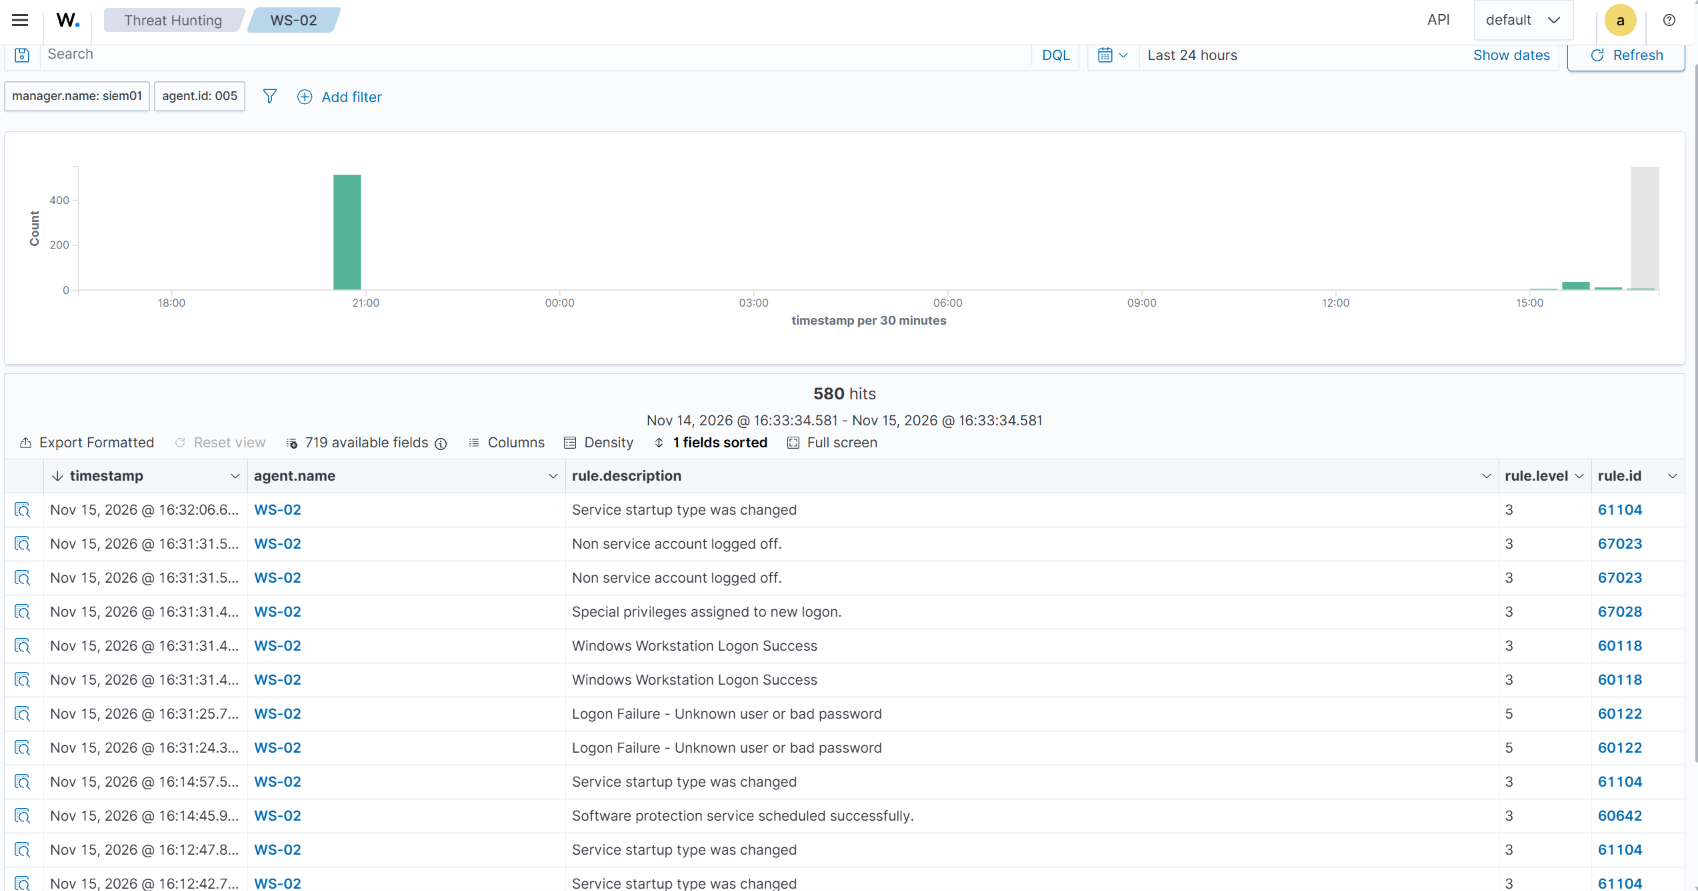 W. Threat Hunting WS-02 API default a
Search DQL Last 24 hours Show dates Refresh
manager.name: siem01 agent.id: 005 Add filter
400
200
0
Count
18:00 21:00 00:00 03:00 06:00 09:00 12:00 15:00
timestamp per 30 minutes
580 hits
Nov 14, 2026 @ 16:33:34.581 - Nov 15, 2026 @ 16:33:34.581
Export Formatted Reset view 719 available fields Columns Density 1 fields sorted Full screen
timestamp agent.name rule.description rule.level rule.id
Nov 15, 2026 @ 16:32:06.6... WS-02 Service startup type was changed 3 61104
Nov 15, 2026 @ 16:31:31.5... WS-02 Non service account logged off. 3 67023
Nov 15, 2026 @ 16:31:31.5... WS-02 Non service account logged off. 3 67023
Nov 15, 2026 @ 16:31:31.4... WS-02 Special privileges assigned to new logon. 3 67028
Nov 15, 2026 @ 16:31:31.4... WS-02 Windows Workstation Logon Success 3 60118
Nov 15, 2026 @ 16:31:31.4... WS-02 Windows Workstation Logon Success 3 60118
Nov 15, 2026 @ 16:31:25.7... WS-02 Logon Failure - Unknown user or bad password 5 60122
Nov 15, 2026 @ 16:31:24.3... WS-02 Logon Failure - Unknown user or bad password 5 60122
Nov 15, 2026 @ 16:14:57.5... WS-02 Service startup type was changed 3 61104
Nov 15, 2026 @ 16:14:45.9... WS-02 Software protection service scheduled successfully. 3 60642
Nov 15, 2026 @ 16:12:47.8... WS-02 Service startup type was changed 3 61104
Nov 15, 2026 @ 16:12:42.7... WS-02 Service startup type was changed 3 61104